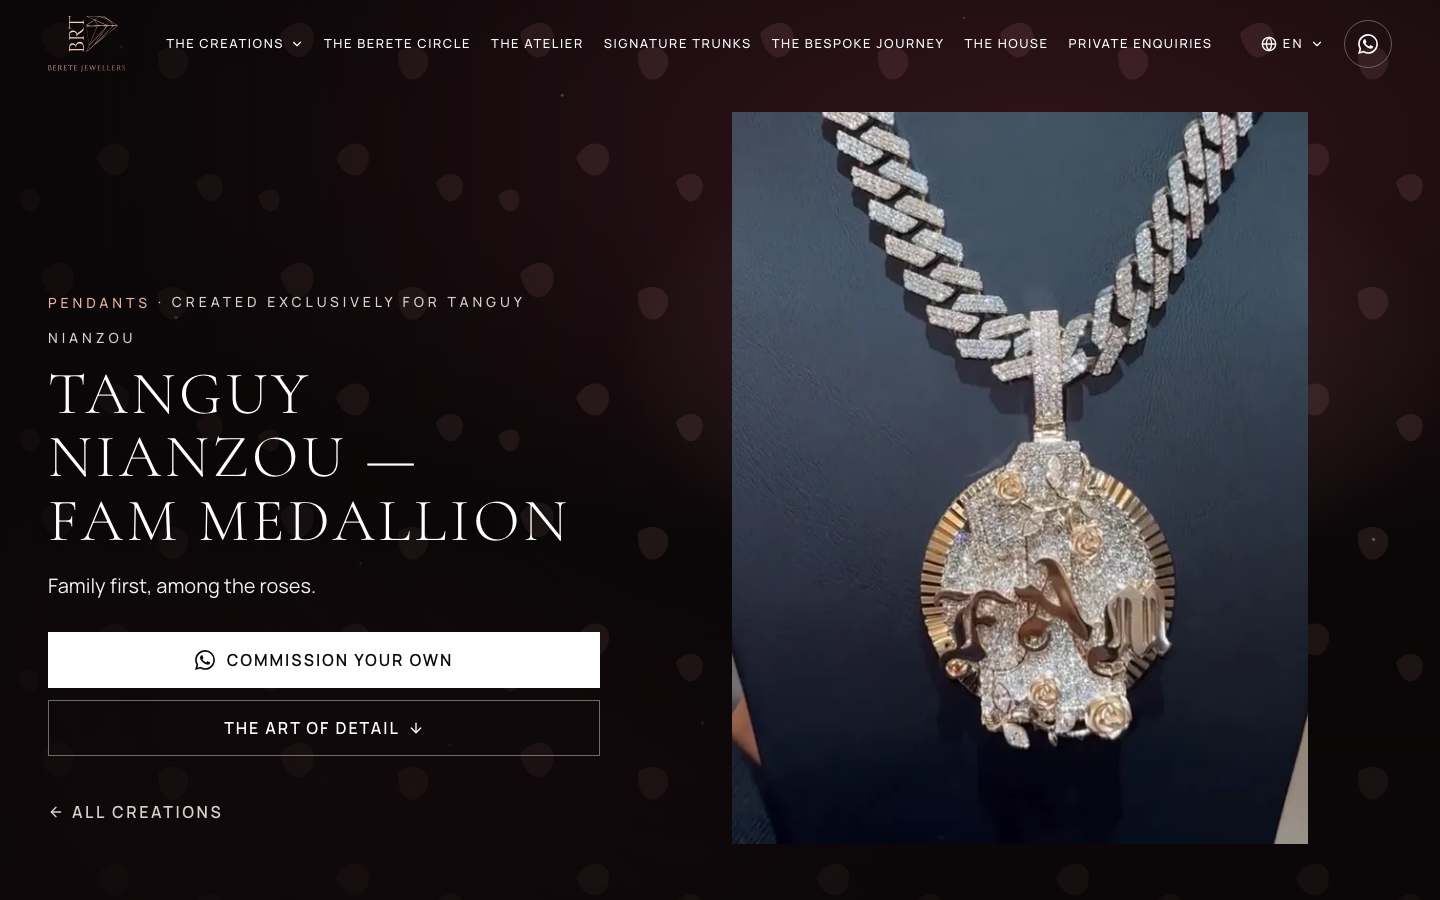 BRT
BERETE JEWELLERS
THE CREATIONS
THE BERETE CIRCLE
THE ATELIER
SIGNATURE TRUNKS
THE BESPOKE JOURNEY
THE HOUSE
PRIVATE ENQUIRIES
EN
PENDANTS · CREATED EXCLUSIVELY FOR TANGUY
NIANZOU
TANGUY
NIANZOU —
FAM MEDALLION
Family first, among the roses.
COMMISSION YOUR OWN
THE ART OF DETAIL ↓
← ALL CREATIONS
FAM